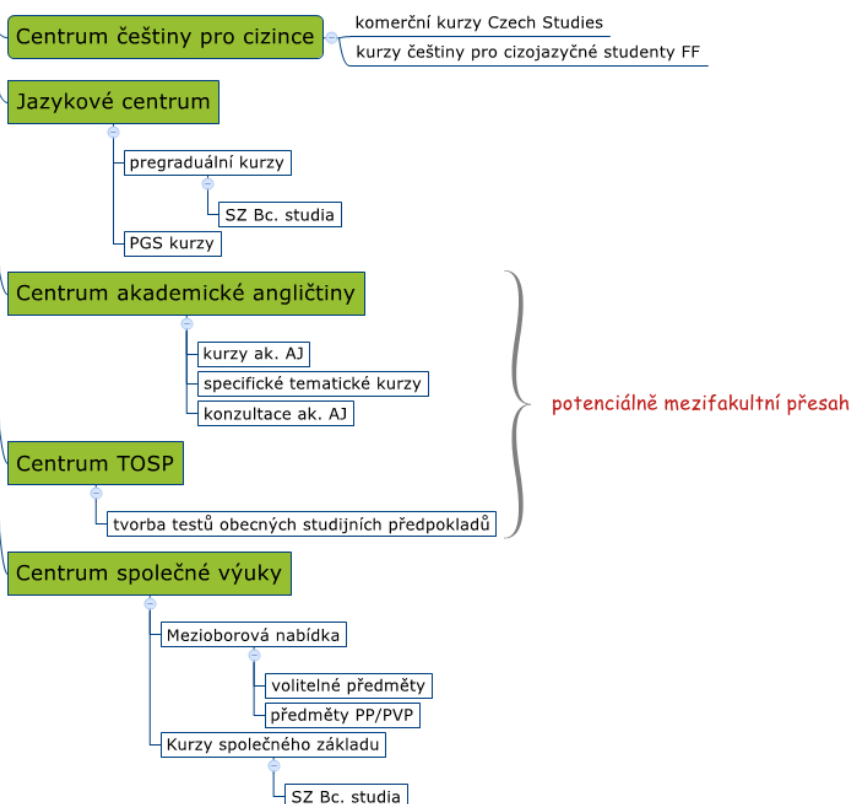 Centrum češtiny pro cizince
komerční kurzy Czech Studies
kurzy češtiny pro cizojazyčné studenty FF
Jazykové centrum
pregraduální kurzy
SZ Bc. studia
PGS kurzy
Centrum akademické angličtiny
kurzy ak. AJ
specifické tematické kurzy
konzultace ak. AJ
potenciálně mezifakultní přesah
Centrum TOSP
tvorba testů obecných studijních předpokladů
Centrum společné výuky
Mezioborová nabídka
volitelné předměty
předměty PP/PVP
Kurzy společného základu
SZ Bc. studia